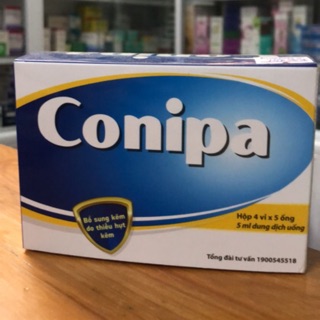 Conipa
Bổ sung kẽm
do thiếu hụt
kẽm
Hộp 4 vỉ x 5 ống
5 ml dung dịch uống
Tổng đài tư vấn 1900545518